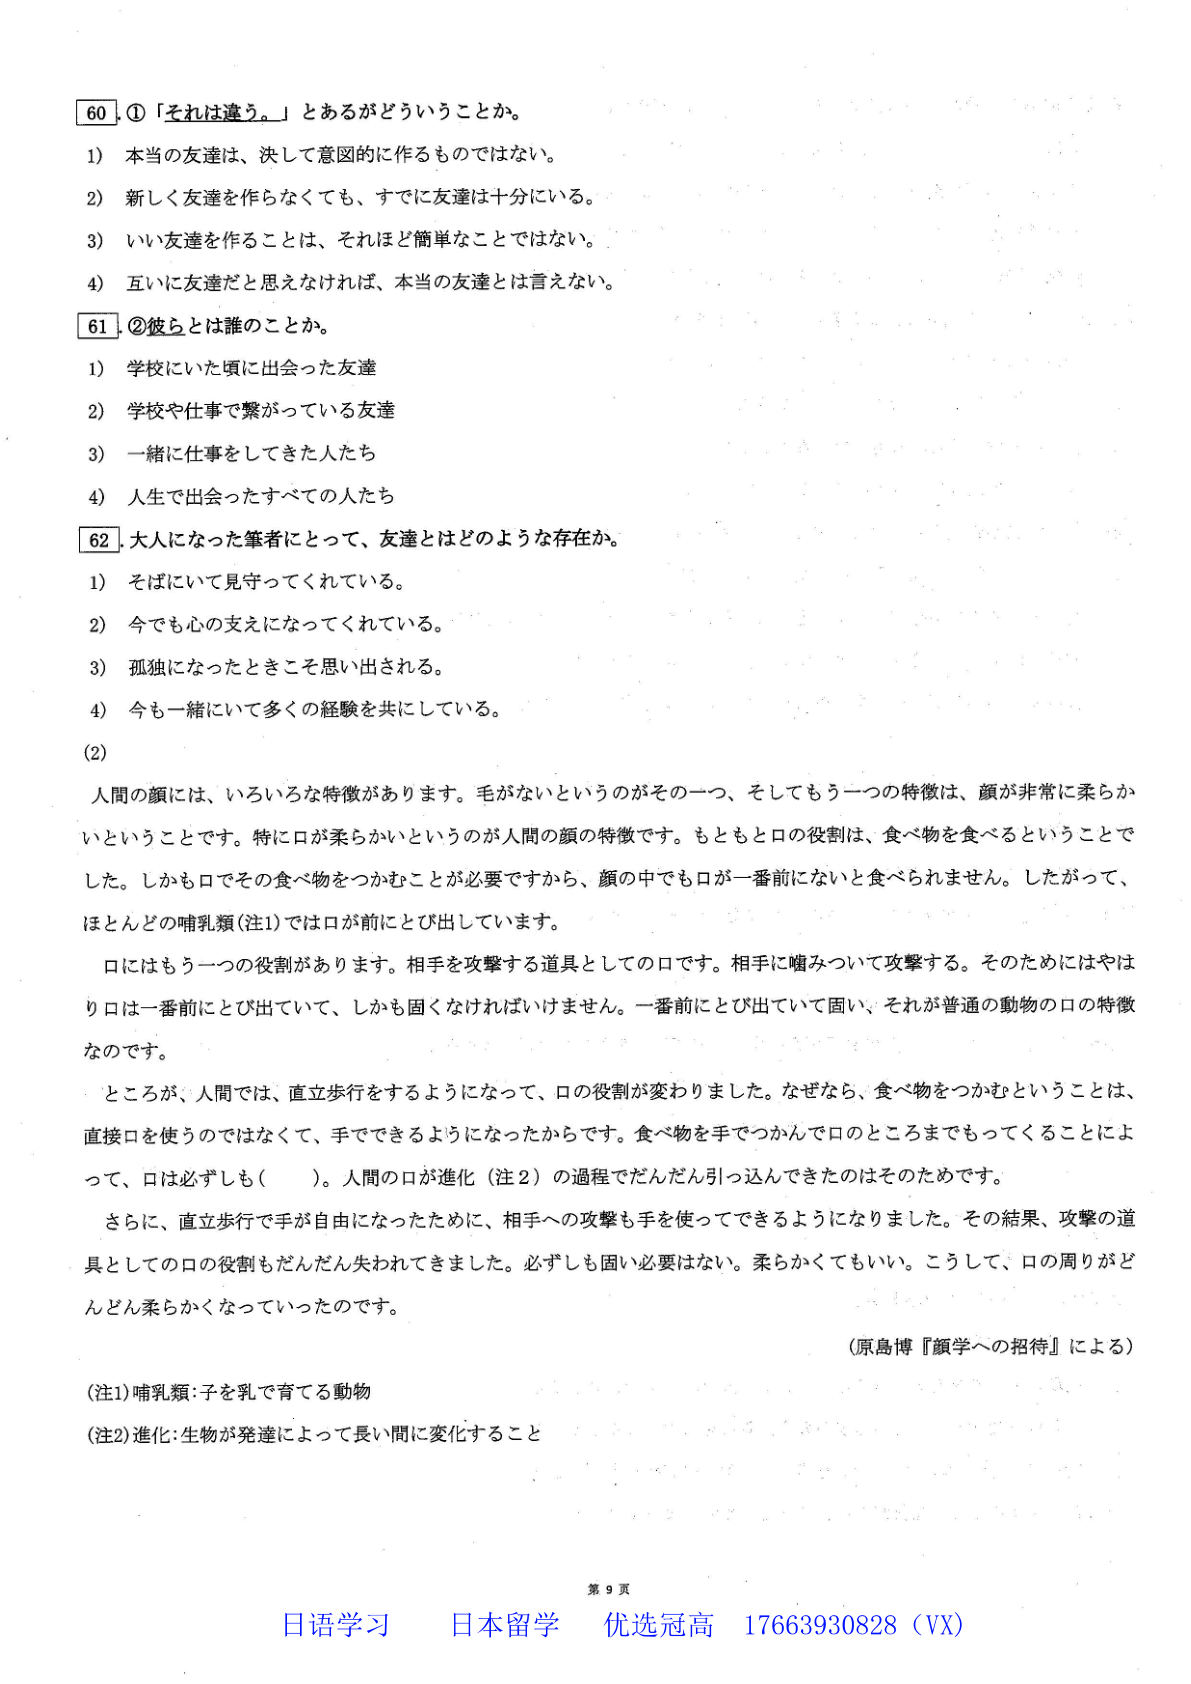 60.①「それは違う。」とあるがどういうことか。
1) 本当の友達は、決して意図的に作るものではない。
2) 新しく友達を作らなくても、すでに友達は十分にいる。
3) いい友達を作ることは、それほど簡単なことではない。
4) 互いに友達だと思えなければ、本当の友達とは言えない。
61.②彼らとは誰のことか。
1) 学校にいた頃に出会った友達
2) 学校や仕事で繋がっている友達
3) 一緒に仕事をしてきた人たち
4) 人生で出会ったすべての人たち
62.大人になった筆者にとって、友達とはどのような存在か。
1) そばにいて見守ってくれている。
2) 今でも心の支えになってくれている。
3) 孤独になったときこそ思い出される。
4) 今も一緒にいて多くの経験を共にしている。
(2)
人間の顔には、いろいろな特徴があります。毛がないというのがその一つ、そしてもう一つの特徴は、顔が非常に柔らか
いということです。特に口が柔らかいというのが人間の顔の特徴です。もともと口の役割は、食べ物を食べるということで
した。しかも口でその食べ物をつかむことが必要ですから、顔の中でも口が一番前にないと食べられません。したがって、
ほとんどの哺乳類(注1)では口が前にとび出しています。
口にはもう一つの役割があります。相手を攻撃する道具としての口です。相手に噛みついて攻撃する。そのためにはやは
り口は一番前にとび出ていて、しかも固くなければいけません。一番前にとび出ていて固い、それが普通の動物の口の特徴
なのです。
ところが、人間では、直立歩行をするようになって、口の役割が変わりました。なぜなら、食べ物をつかむということは、
直接口を使うのではなくて、手でできるようになったからです。食べ物を手でつかんで口のところまでもってくることによ
って、口は必ずしも(　　)。人間の口が進化（注２）の過程でだんだん引っ込んできたのはそのためです。
さらに、直立歩行で手が自由になったために、相手への攻撃も手を使ってできるようになりました。その結果、攻撃の道
具としての口の役割もだんだん失われてきました。必ずしも固い必要はない。柔らかくてもいい。こうして、口の周りがど
んどん柔らかくなっていったのです。
(原島博『顔学への招待』による)
(注1)哺乳類:子を乳で育てる動物
(注2)進化:生物が発達によって長い間に変化すること
第 9 页
日语学习 日本留学 优选冠高 17663930828（VX）